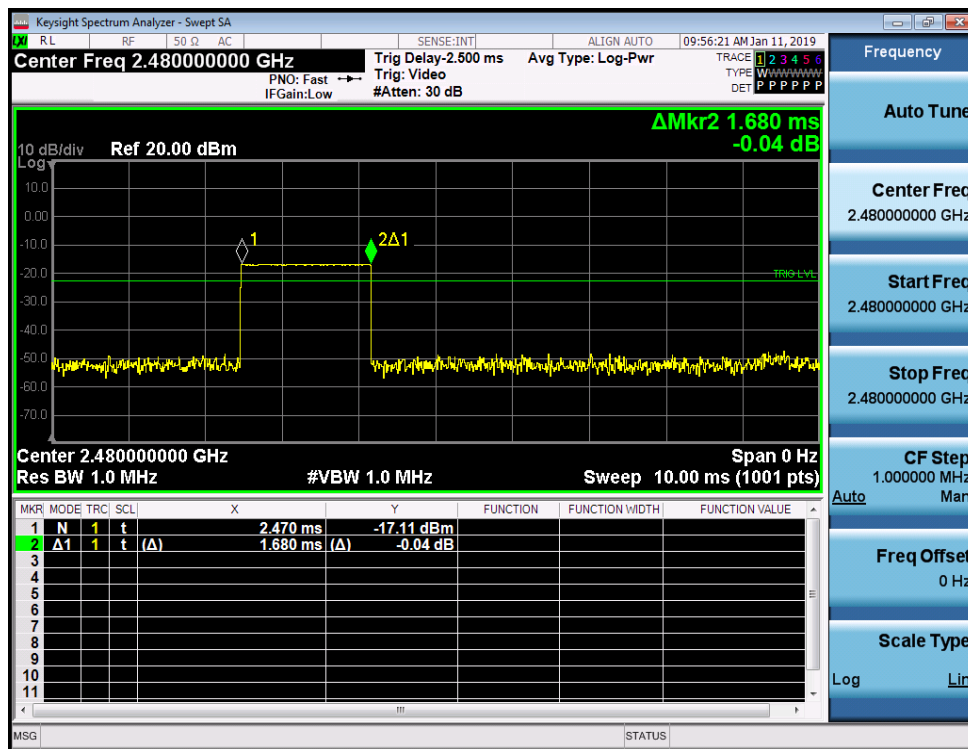 Keysight Spectrum Analyzer - Swept SA
LXI RL RF 50 Ω AC SENSE:INT ALIGN AUTO 09:56:21 AM Jan 11, 2019
Center Freq 2.480000000 GHz
PNO: Fast
IFGain:Low
Trig Delay-2.500 ms
Trig: Video
#Atten: 30 dB
Avg Type: Log-Pwr
TRACE 1 2 3 4 5 6
TYPE WWWWWW
DET P P P P P P
ΔMkr2 1.680 ms
-0.04 dB
10 dB/div Ref 20.00 dBm
Log
10.0
0.00
-10.0
-20.0
-30.0
-40.0
-50.0
-60.0
-70.0
1
2Δ1
TRIG LVL
Center 2.480000000 GHz Span 0 Hz
Res BW 1.0 MHz #VBW 1.0 MHz Sweep 10.00 ms (1001 pts)
MKR MODE TRC SCL X Y FUNCTION FUNCTION WIDTH FUNCTION VALUE
1 N 1 t 2.470 ms -17.11 dBm
2 Δ1 1 t (Δ) 1.680 ms (Δ) -0.04 dB
3
4
5
6
7
8
9
10
11
MSG STATUS
Frequency
Auto Tune
Center Freq
2.480000000 GHz
Start Freq
2.480000000 GHz
Stop Freq
2.480000000 GHz
CF Step
1.000000 MHz
Auto Man
Freq Offset
0 Hz
Scale Type
Log Lin